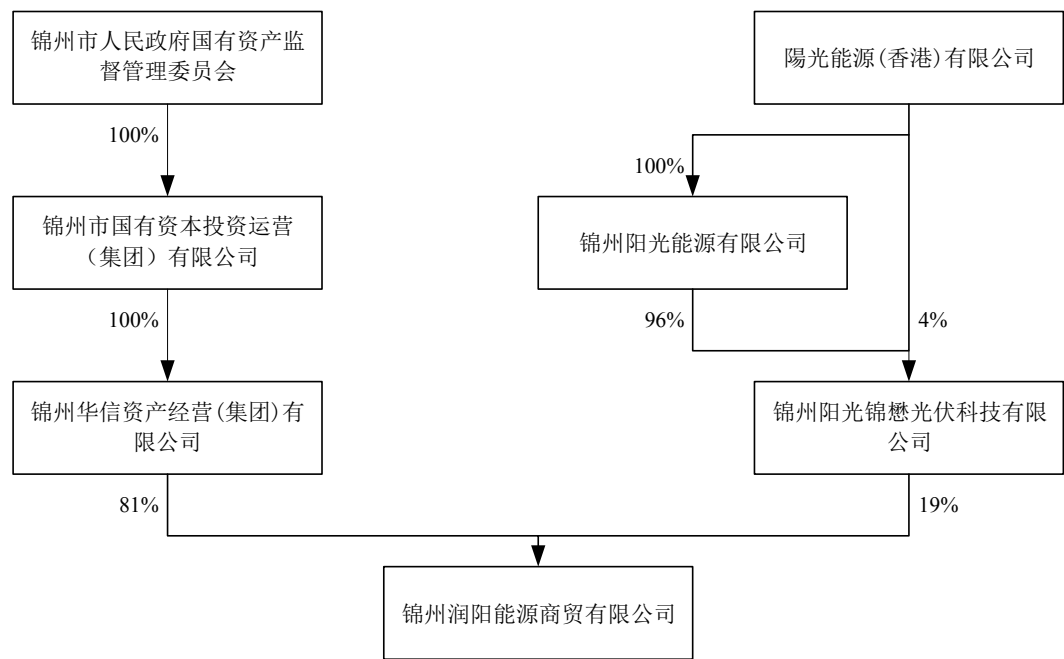 锦州市人民政府国有资产监
督管理委员会
陽光能源(香港)有限公司
100%
100%
锦州市国有资本投资运营
（集团）有限公司
锦州阳光能源有限公司
100%
96%
4%
锦州华信资产经营(集团)有
限公司
锦州阳光锦懋光伏科技有限
公司
81%
19%
锦州润阳能源商贸有限公司